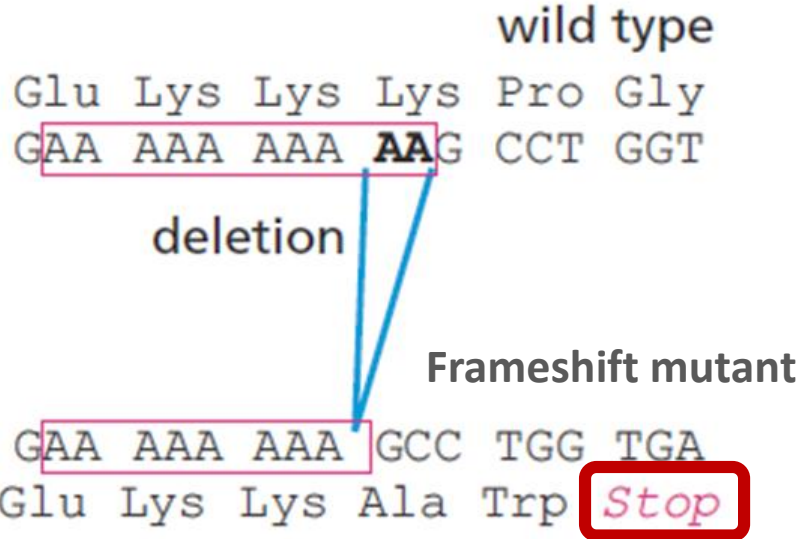 wild type
Glu Lys Lys Lys Pro Gly
GAA AAA AAA AAG CCT GGT
deletion
Frameshift mutant
GAA AAA AAA GCC TGG TGA
Glu Lys Lys Ala Trp Stop